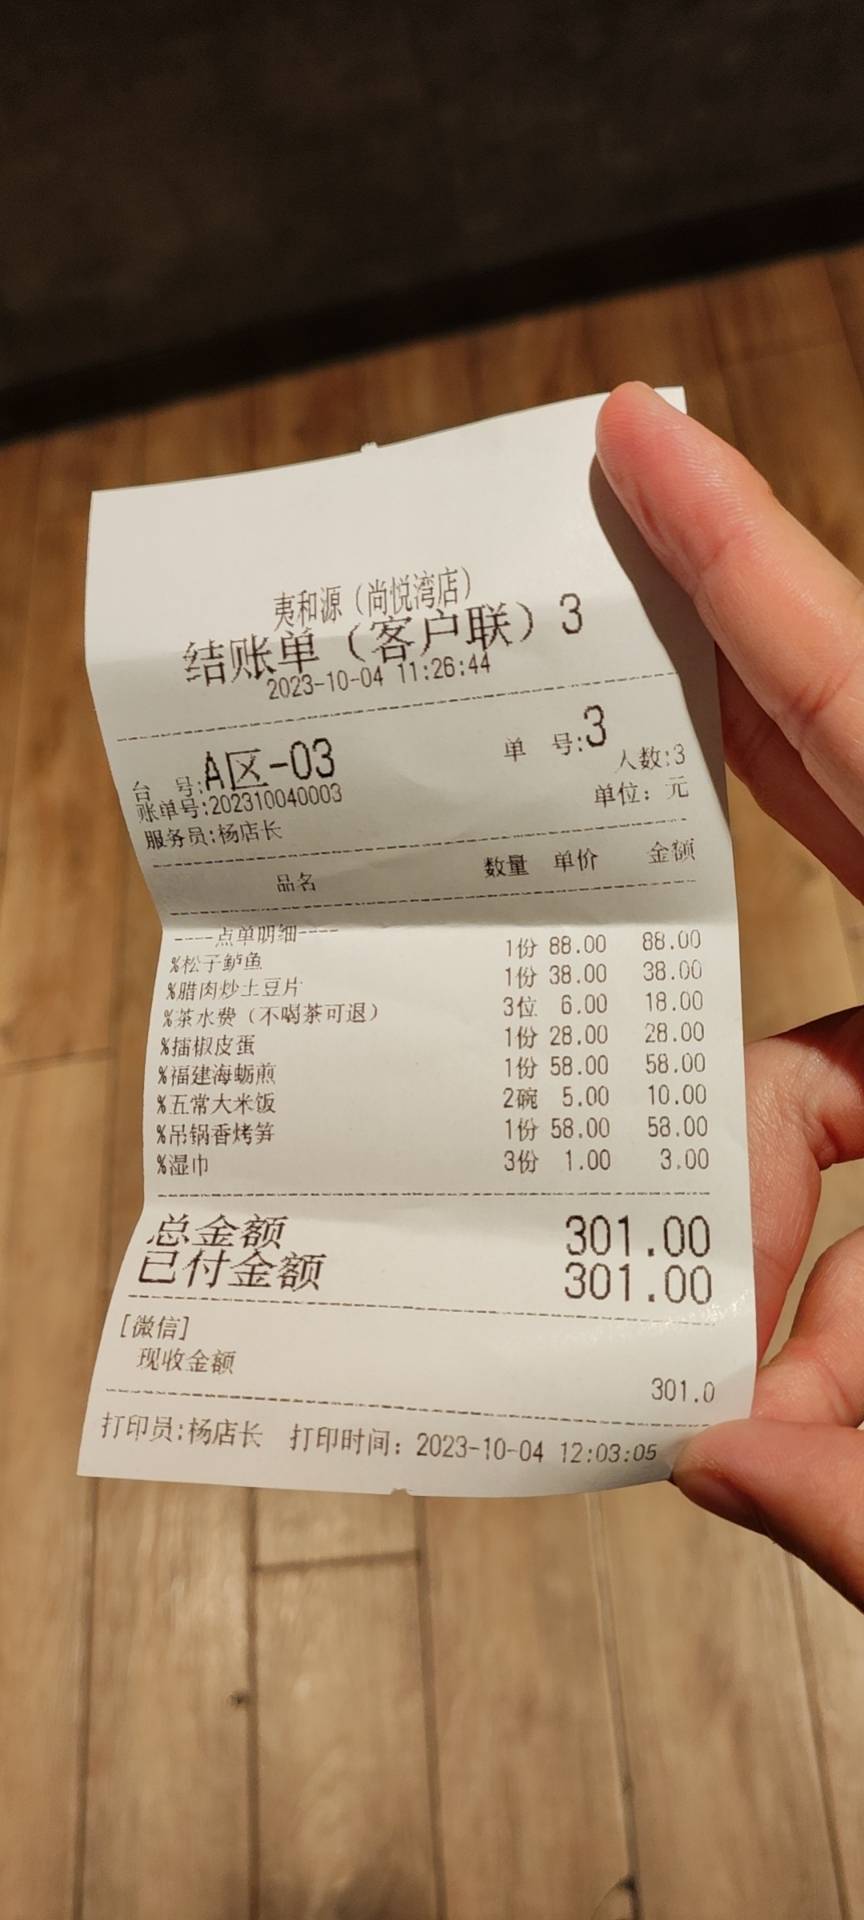 夷和源（尚悦湾店）
结账单（客户联）3
2023-10-04 11:26:44
台 号:A区-03 单 号:3
账单号:202310040003 人数:3
服务员:杨店长 单位：元
品名 数量 单价 金额
----点单明细----
%松子鲈鱼 1份 88.00 88.00
%腊肉炒土豆片 1份 38.00 38.00
%茶水费（不喝茶可退） 3位 6.00 18.00
%擂椒皮蛋 1份 28.00 28.00
%福建海蛎煎 1份 58.00 58.00
%五常大米饭 2碗 5.00 10.00
%吊锅香烤笋 1份 58.00 58.00
%湿巾 3份 1.00 3.00
总金额 301.00
已付金额 301.00
[微信]
现收金额 301.0
打印员:杨店长 打印时间：2023-10-04 12:03:05